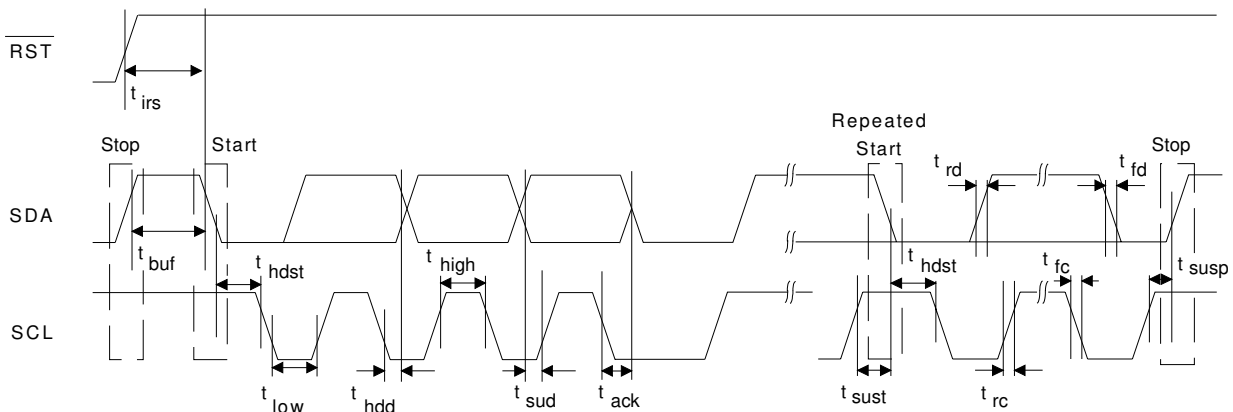 RST
t irs
Repeated
Stop Start Start Stop
t rd t fd
SDA
t buf t hdst t high t hdst t fc t susp
SCL
t low t hdd t sud t ack t sust t rc